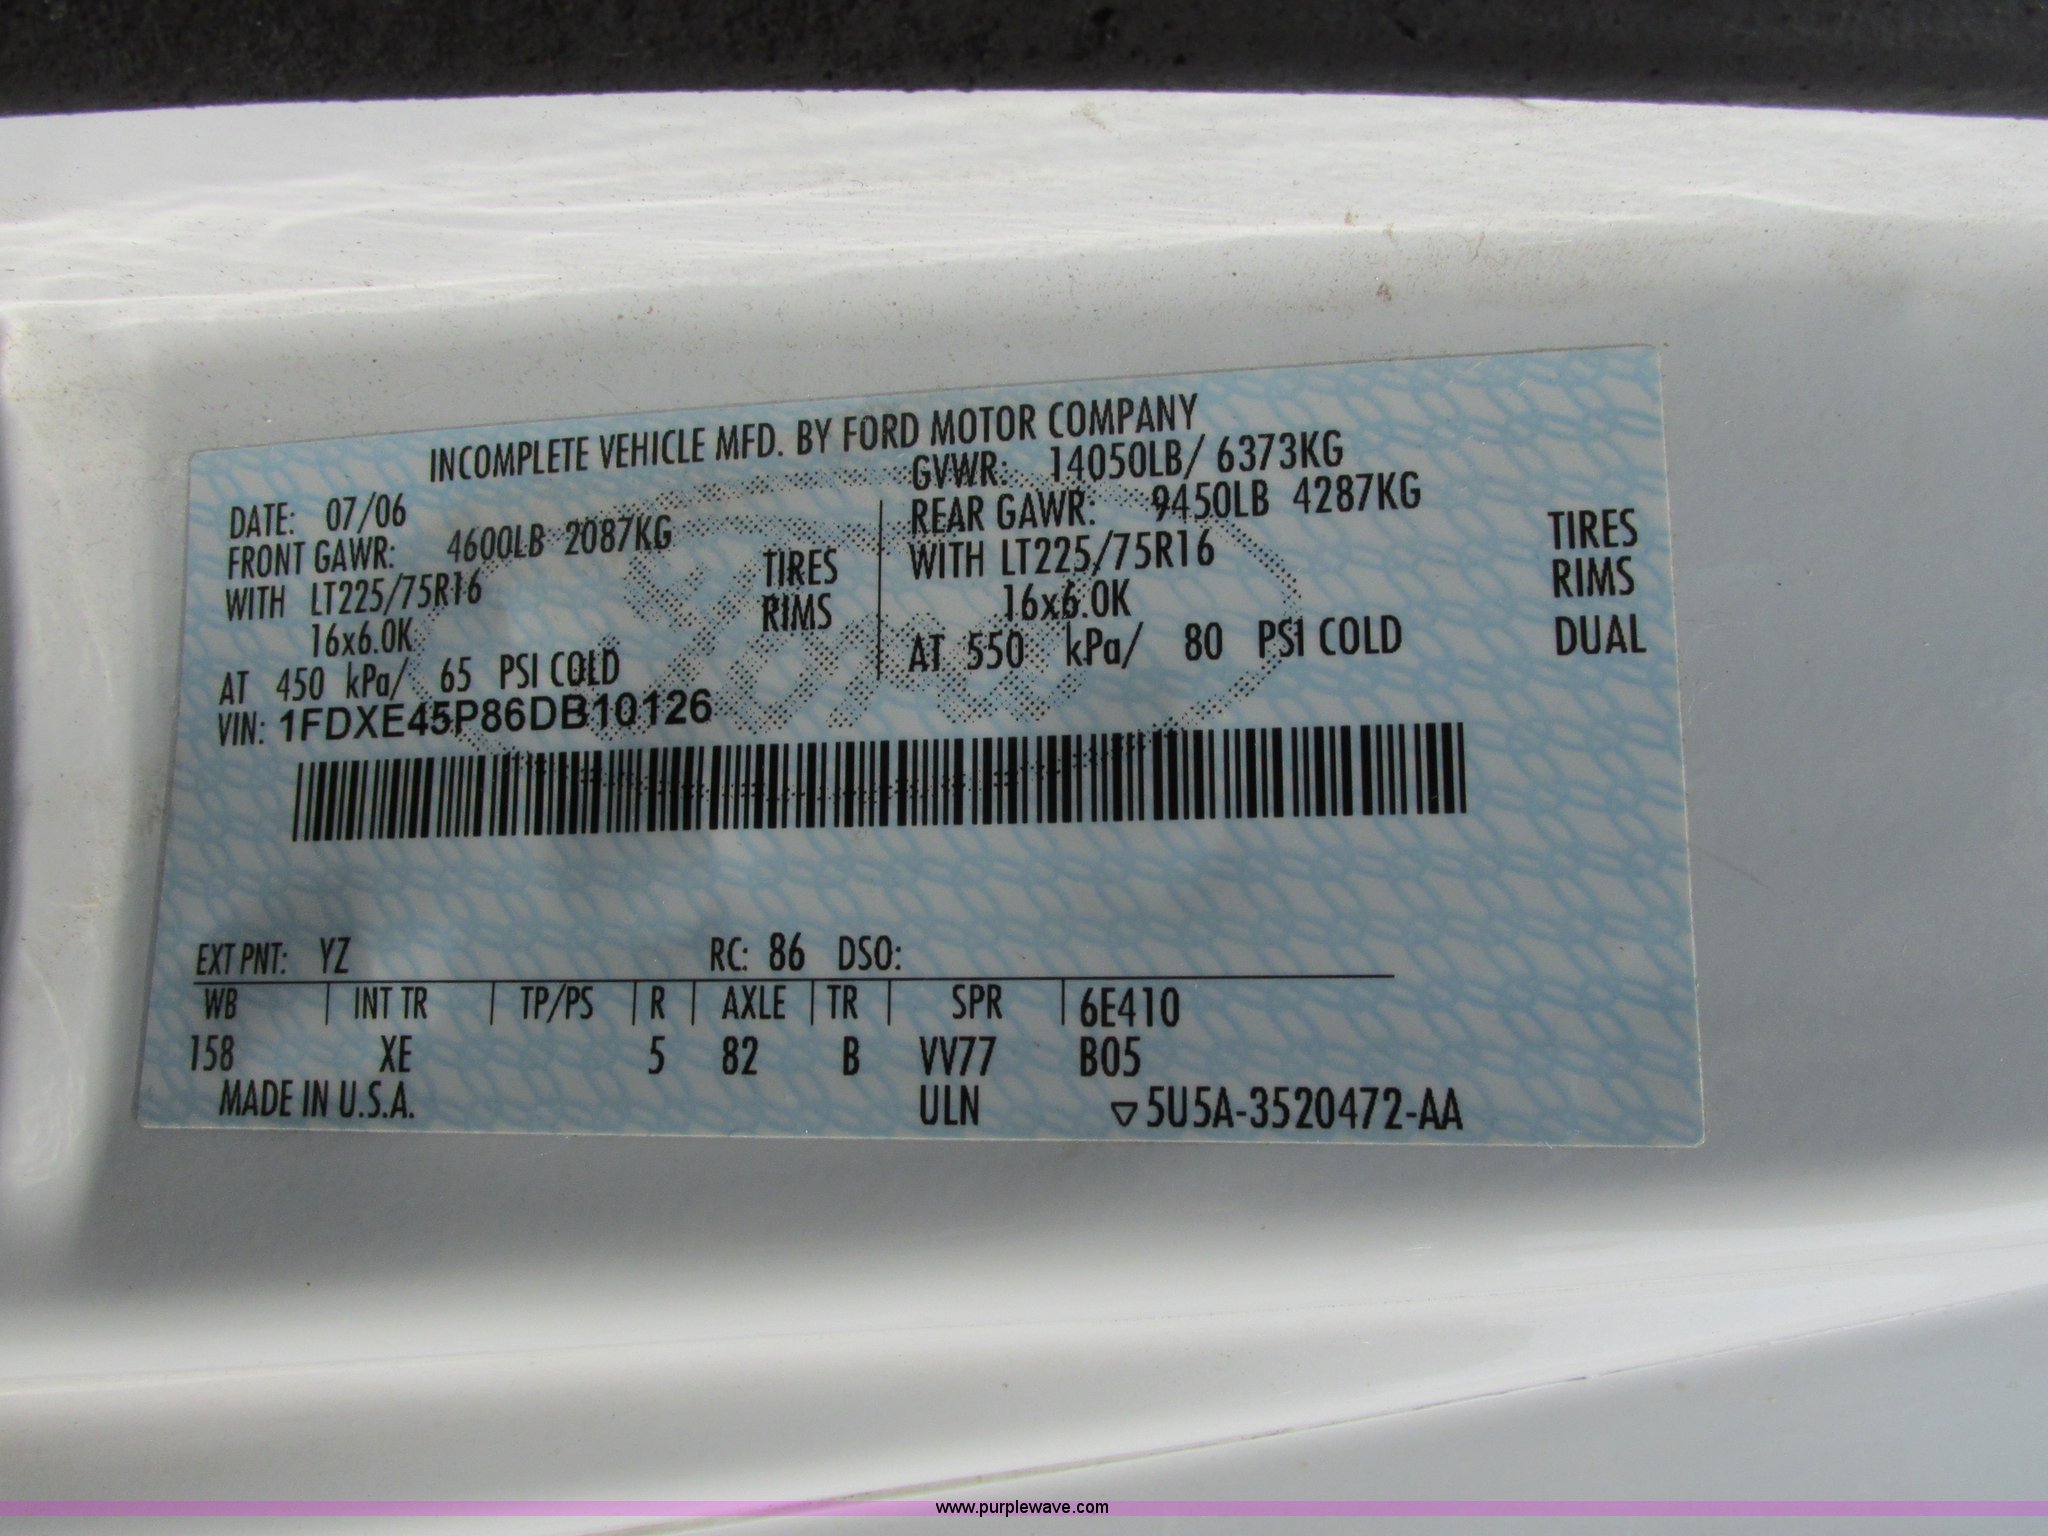 INCOMPLETE VEHICLE MFD. BY FORD MOTOR COMPANY
DATE: 07/06
GVWR: 14050LB/ 6373KG
FRONT GAWR: 4600LB 2087KG
REAR GAWR: 9450LB 4287KG
WITH LT225/75R16 TIRES
WITH LT225/75R16 TIRES
16x6.0K RIMS
16x6.0K RIMS
AT 450 kPa/ 65 PSI COLD
AT 550 kPa/ 80 PSI COLD DUAL
VIN: 1FDXE45P86DB10126
Ford
EXT PNT: YZ RC: 86 DSO:
WB | INT TR | TP/PS | R | AXLE | TR | SPR | 6E410
158 XE 5 82 B VV77 B05
MADE IN U.S.A. ULN ▽5U5A-3520472-AA
www.purplewave.com